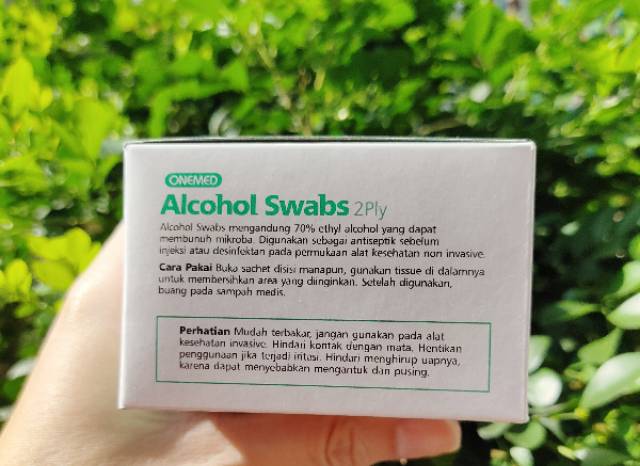 ONEMED
Alcohol Swabs 2Ply
Alcohol Swabs mengandung 70% ethyl alcohol yang dapat
membunuh mikroba. Digunakan sebagai antiseptik sebelum
injeksi atau desinfektan pada permukaan alat kesehatan non invasive.
Cara Pakai Buka sachet disisi manapun, gunakan tissue di dalamnya
untuk membersihkan area yang diinginkan. Setelah digunakan,
buang pada sampah medis.
Perhatian Mudah terbakar, jangan gunakan pada alat
kesehatan invasive. Hindari kontak dengan mata. Hentikan
penggunaan jika terjadi iritasi. Hindari menghirup uapnya,
karena dapat menyebabkan mengantuk dan pusing.